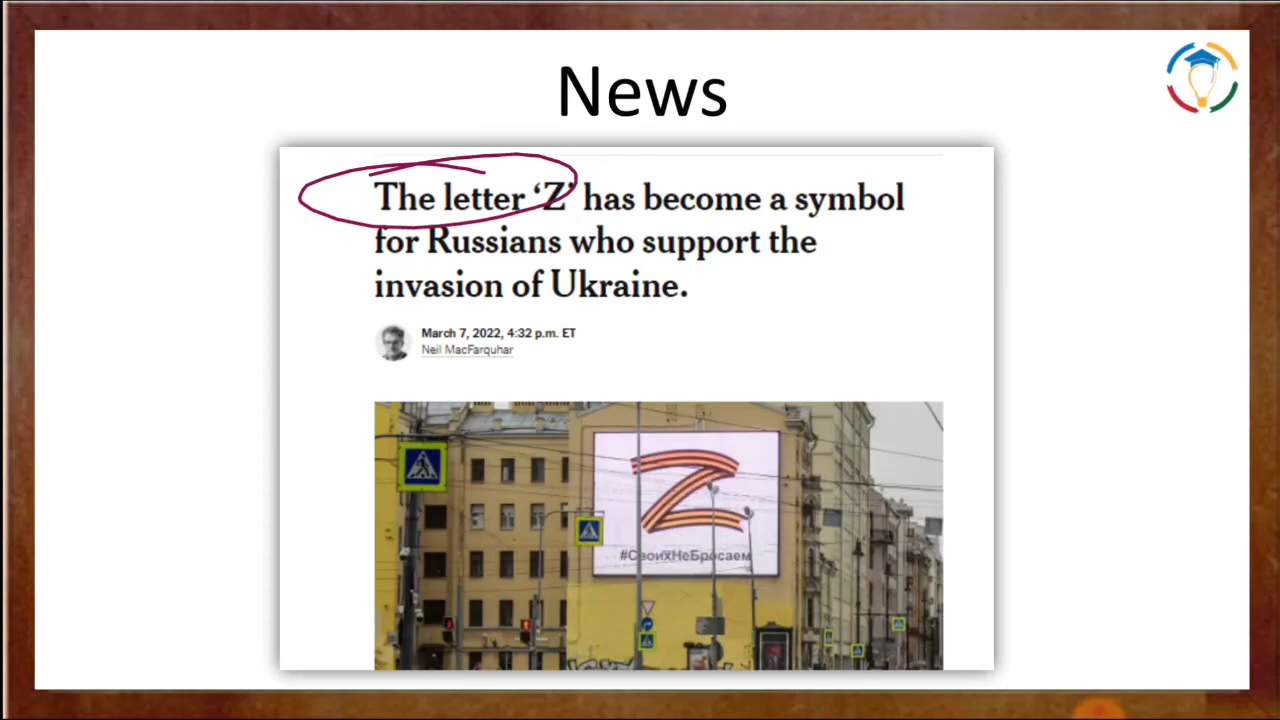 News
The letter ‘Z’ has become a symbol
for Russians who support the
invasion of Ukraine.
March 7, 2022, 4:32 p.m. ET
Neil MacFarquhar
#СвоихНеБросаем